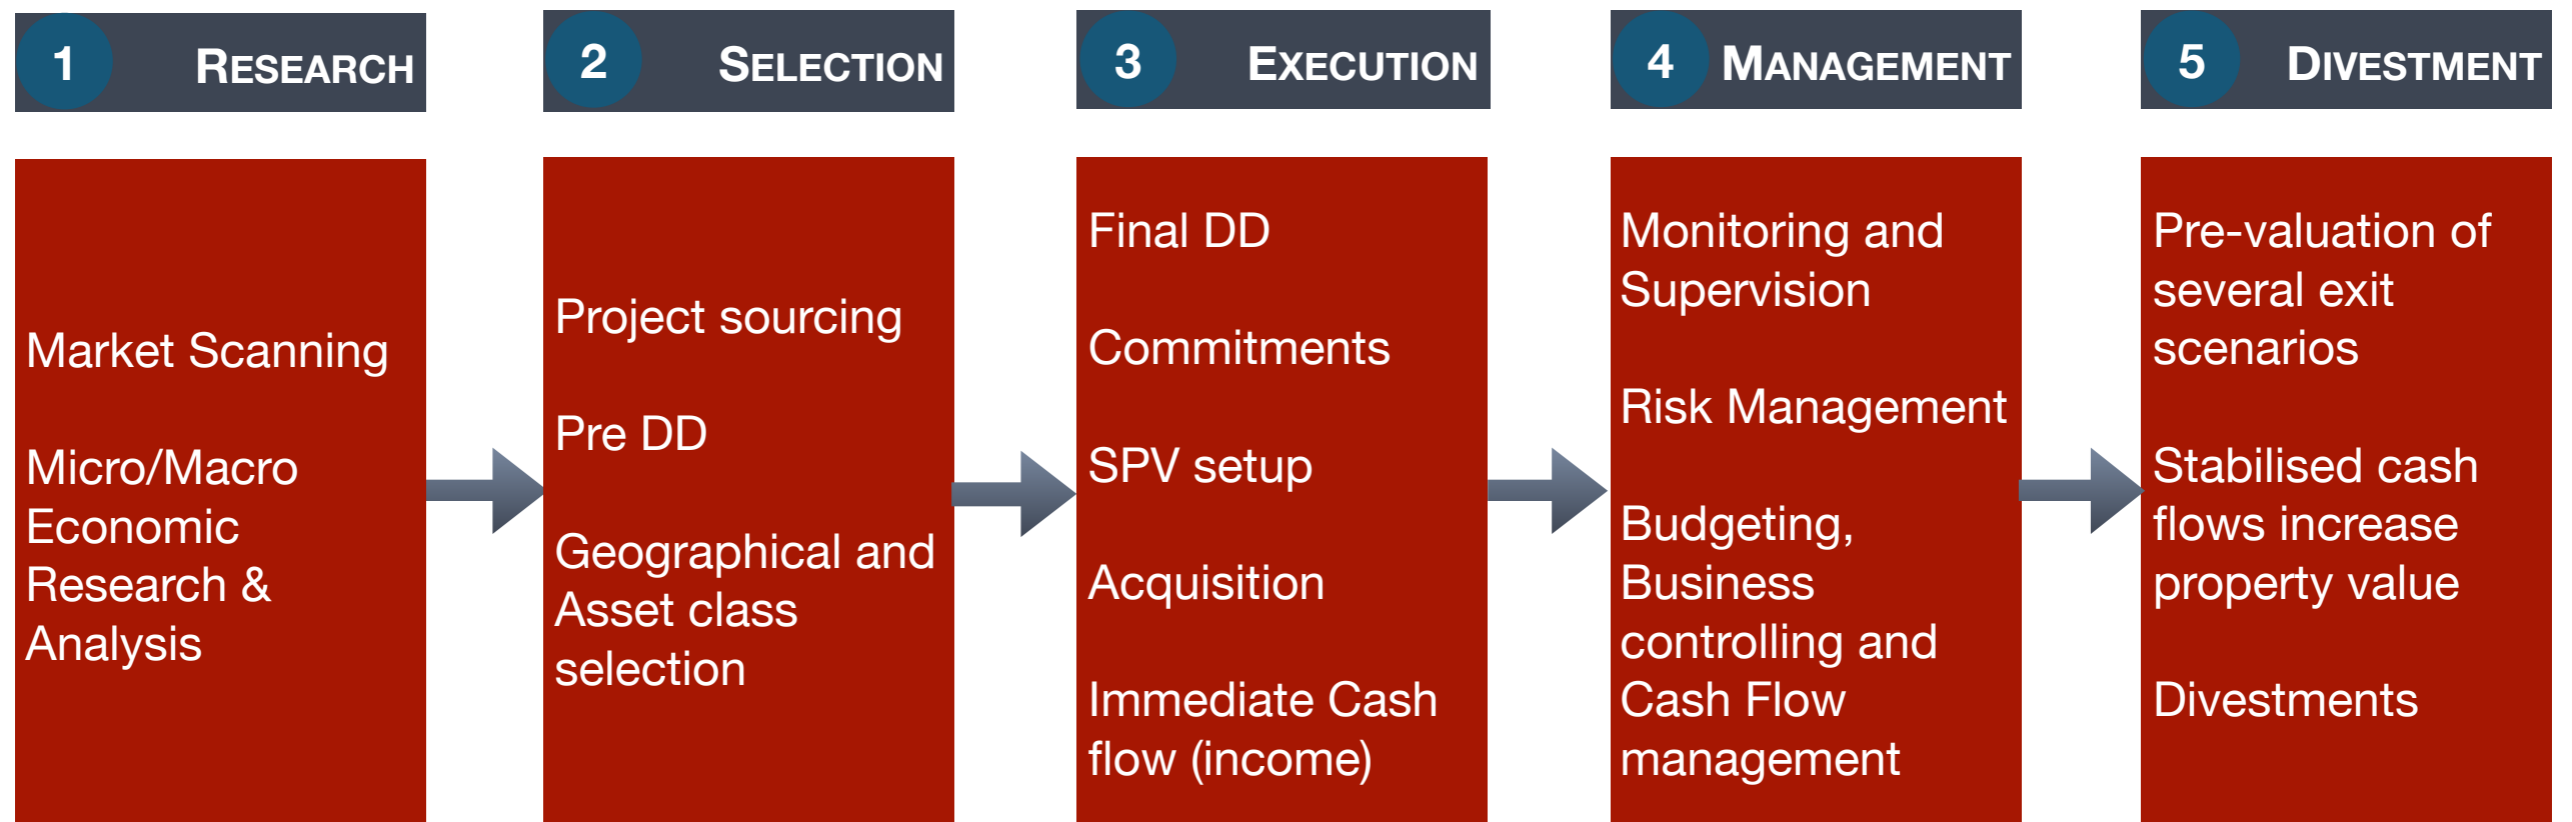 1 RESEARCH
Market Scanning
Micro/Macro
Economic
Research &
Analysis
2 SELECTION
Project sourcing
Pre DD
Geographical and
Asset class
selection
3 EXECUTION
Final DD
Commitments
SPV setup
Acquisition
Immediate Cash
flow (income)
4 MANAGEMENT
Monitoring and
Supervision
Risk Management
Budgeting,
Business
controlling and
Cash Flow
management
5 DIVESTMENT
Pre-valuation of
several exit
scenarios
Stabilised cash
flows increase
property value
Divestments